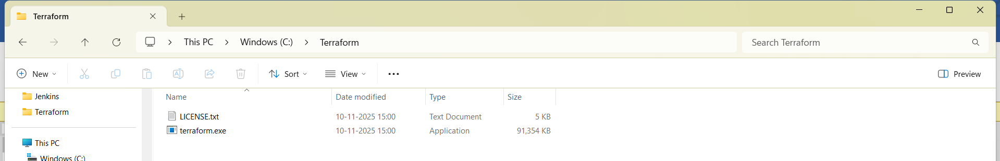 Terraform
This PC Windows (C:) Terraform
Search Terraform
New Sort View Preview
Jenkins
Terraform
This PC
Windows (C:)
Name Date modified Type Size
LICENSE.txt 10-11-2025 15:00 Text Document 5 KB
terraform.exe 10-11-2025 15:00 Application 91,354 KB